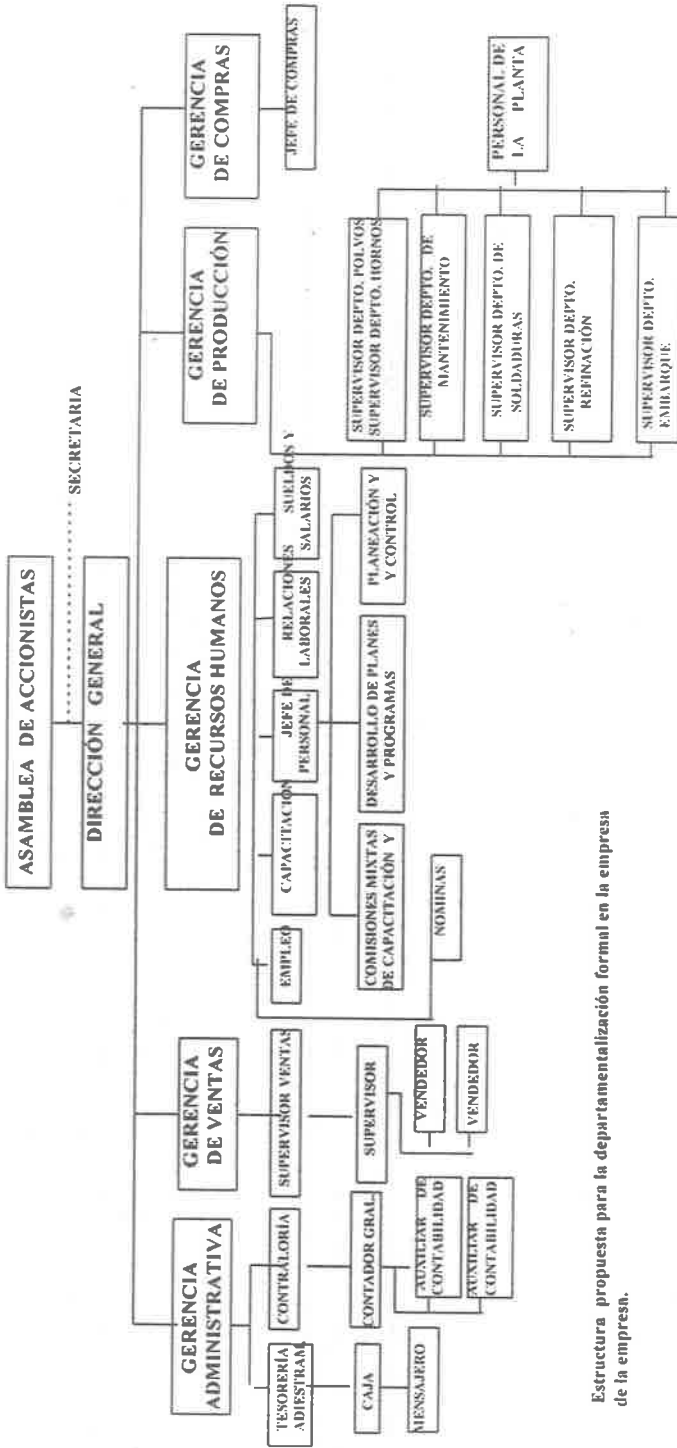 ASAMBLEA DE ACCIONISTAS
SECRETARIA
DIRECCIÓN GENERAL
GERENCIA
ADMINISTRATIVA
GERENCIA
DE VENTAS
GERENCIA
DE RECURSOS HUMANOS
GERENCIA
DE PRODUCCIÓN
GERENCIA
DE COMPRAS
TESORERÍA
ADIESTRAM.
CONTRALORÍA
SUPERVISOR VENTAS
EMPLEO
CAPACITACION
JEFE DE
PERSONAL
RELACIONES
LABORALES
SUELDOS Y
SALARIOS
JEFE DE COMPRAS
CAJA
CONTADOR GRAL.
SUPERVISOR
COMISIONES MIXTAS
DE CAPACITACIÓN Y
DESARROLLO DE PLANES
Y PROGRAMAS
PLANEACIÓN Y
Y CONTROL
SUPERVISOR DEPTO. POLVOS
SUPERVISOR DEPTO. HORNOS
MENSAJERO
AUXILIAR DE
CONTABILIDAD
AUXILIAR DE
CONTABILIDAD
VENDEDOR
VENDEDOR
NOMINAS
SUPERVISOR DEPTO. DE
MANTENIMIENTO
SUPERVISOR DEPTO. DE
SOLDADURAS
SUPERVISOR DEPTO.
REFINACIÓN
SUPERVISOR DEPTO.
EMBARQUE
PERSONAL DE
LA PLANTA
Estructura propuesta para la departamentalización formal en la empresa
de la empresa.